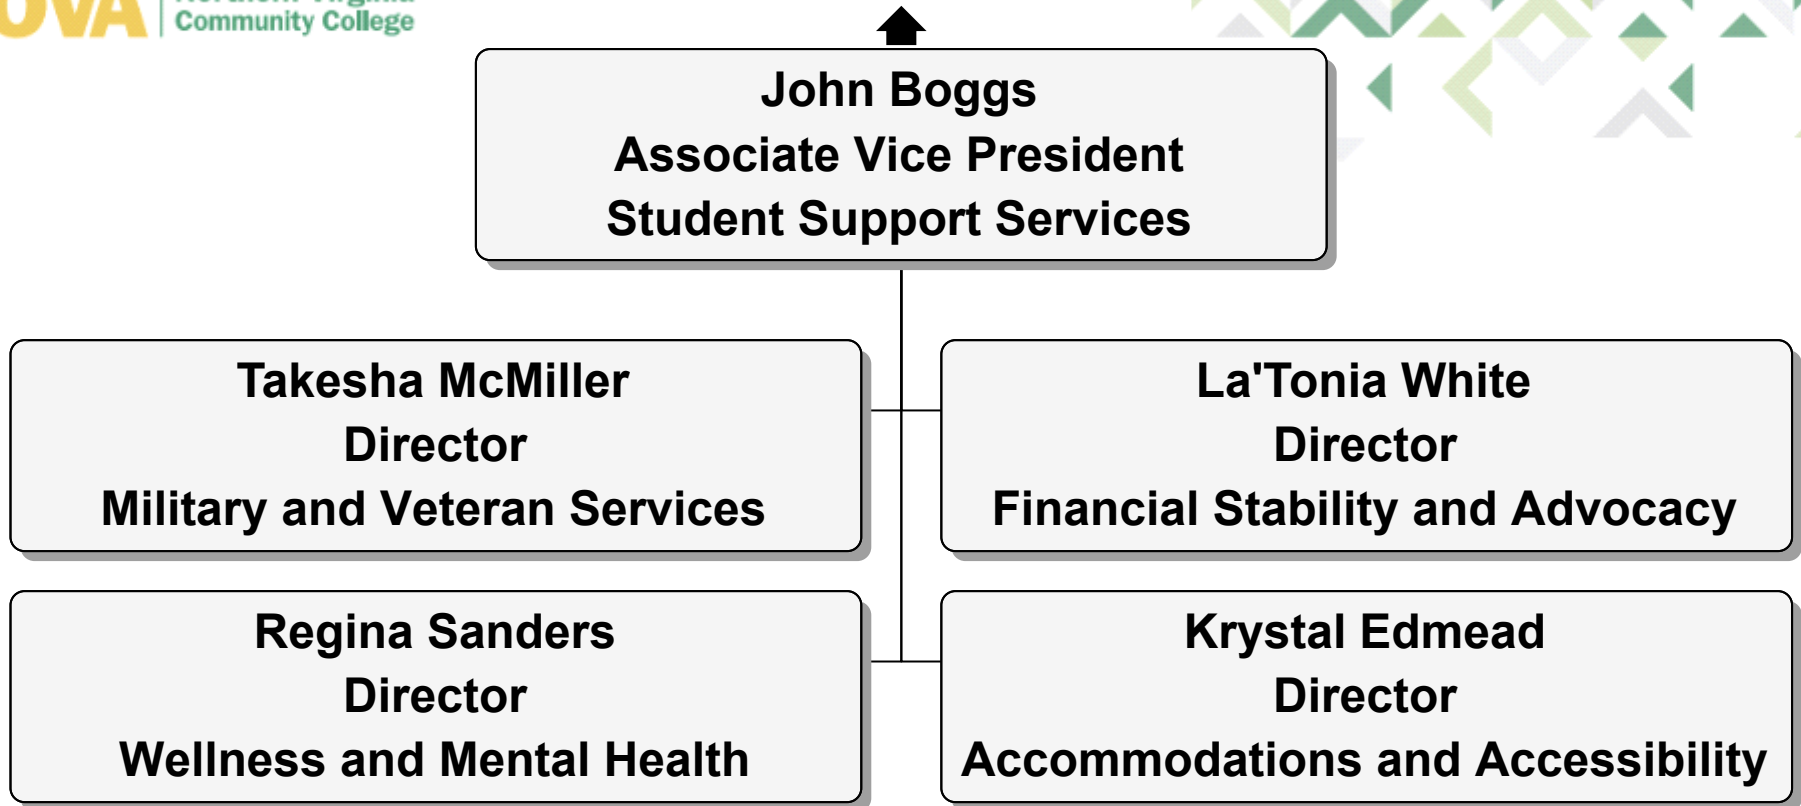 Community College
John Boggs
Associate Vice President
Student Support Services
Takesha McMiller
Director
Military and Veteran Services
La'Tonia White
Director
Financial Stability and Advocacy
Regina Sanders
Director
Wellness and Mental Health
Krystal Edmead
Director
Accommodations and Accessibility